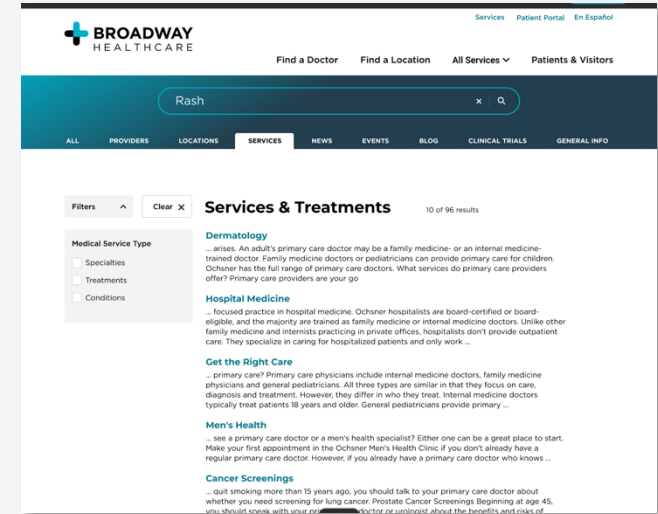 Services Patient Portal En Español
BROADWAY
HEALTHCARE
Find a Doctor Find a Location All Services Patients & Visitors
Rash
ALL PROVIDERS LOCATIONS SERVICES NEWS EVENTS BLOG CLINICAL TRIALS GENERAL INFO
Filters Clear X Services & Treatments 10 of 96 results
Medical Service Type
Specialties
Treatments
Conditions
Dermatology
... arises. An adult's primary care doctor may be a family medicine- or an internal medicine-
trained doctor. Family medicine doctors or pediatricians can provide primary care for children.
Ochsner has the full range of primary care doctors. What services do primary care providers
offer? Primary care providers are your go
Hospital Medicine
... focused practice in hospital medicine. Ochsner hospitalists are board-certified or board-
eligible, and the majority are trained as family medicine or internal medicine doctors. Unlike other
family medicine and internists practicing in private offices, hospitalists don't provide outpatient
care. They specialize in caring for hospitalized patients and only work ...
Get the Right Care
... primary care? Primary care physicians include internal medicine doctors, family medicine
physicians and general pediatricians. All three types are similar in that they focus on care,
diagnosis and treatment. However, they differ in who they treat. Internal medicine doctors
typically treat patients 18 years and older. General pediatricians provide primary ...
Men's Health
... see a primary care doctor or a men's health specialist? Either one can be a great place to start.
Make your first appointment in the Ochsner Men's Health Clinic if you don't already have a
regular primary care doctor. However, if you already have a primary care doctor who knows ...
Cancer Screenings
... quit smoking more than 15 years ago, you should talk to your primary care doctor about
whether you need screening for lung cancer. Prostate Cancer Screenings Beginning at age 45,
you should speak with your doctor or urologist about the benefits and risks of